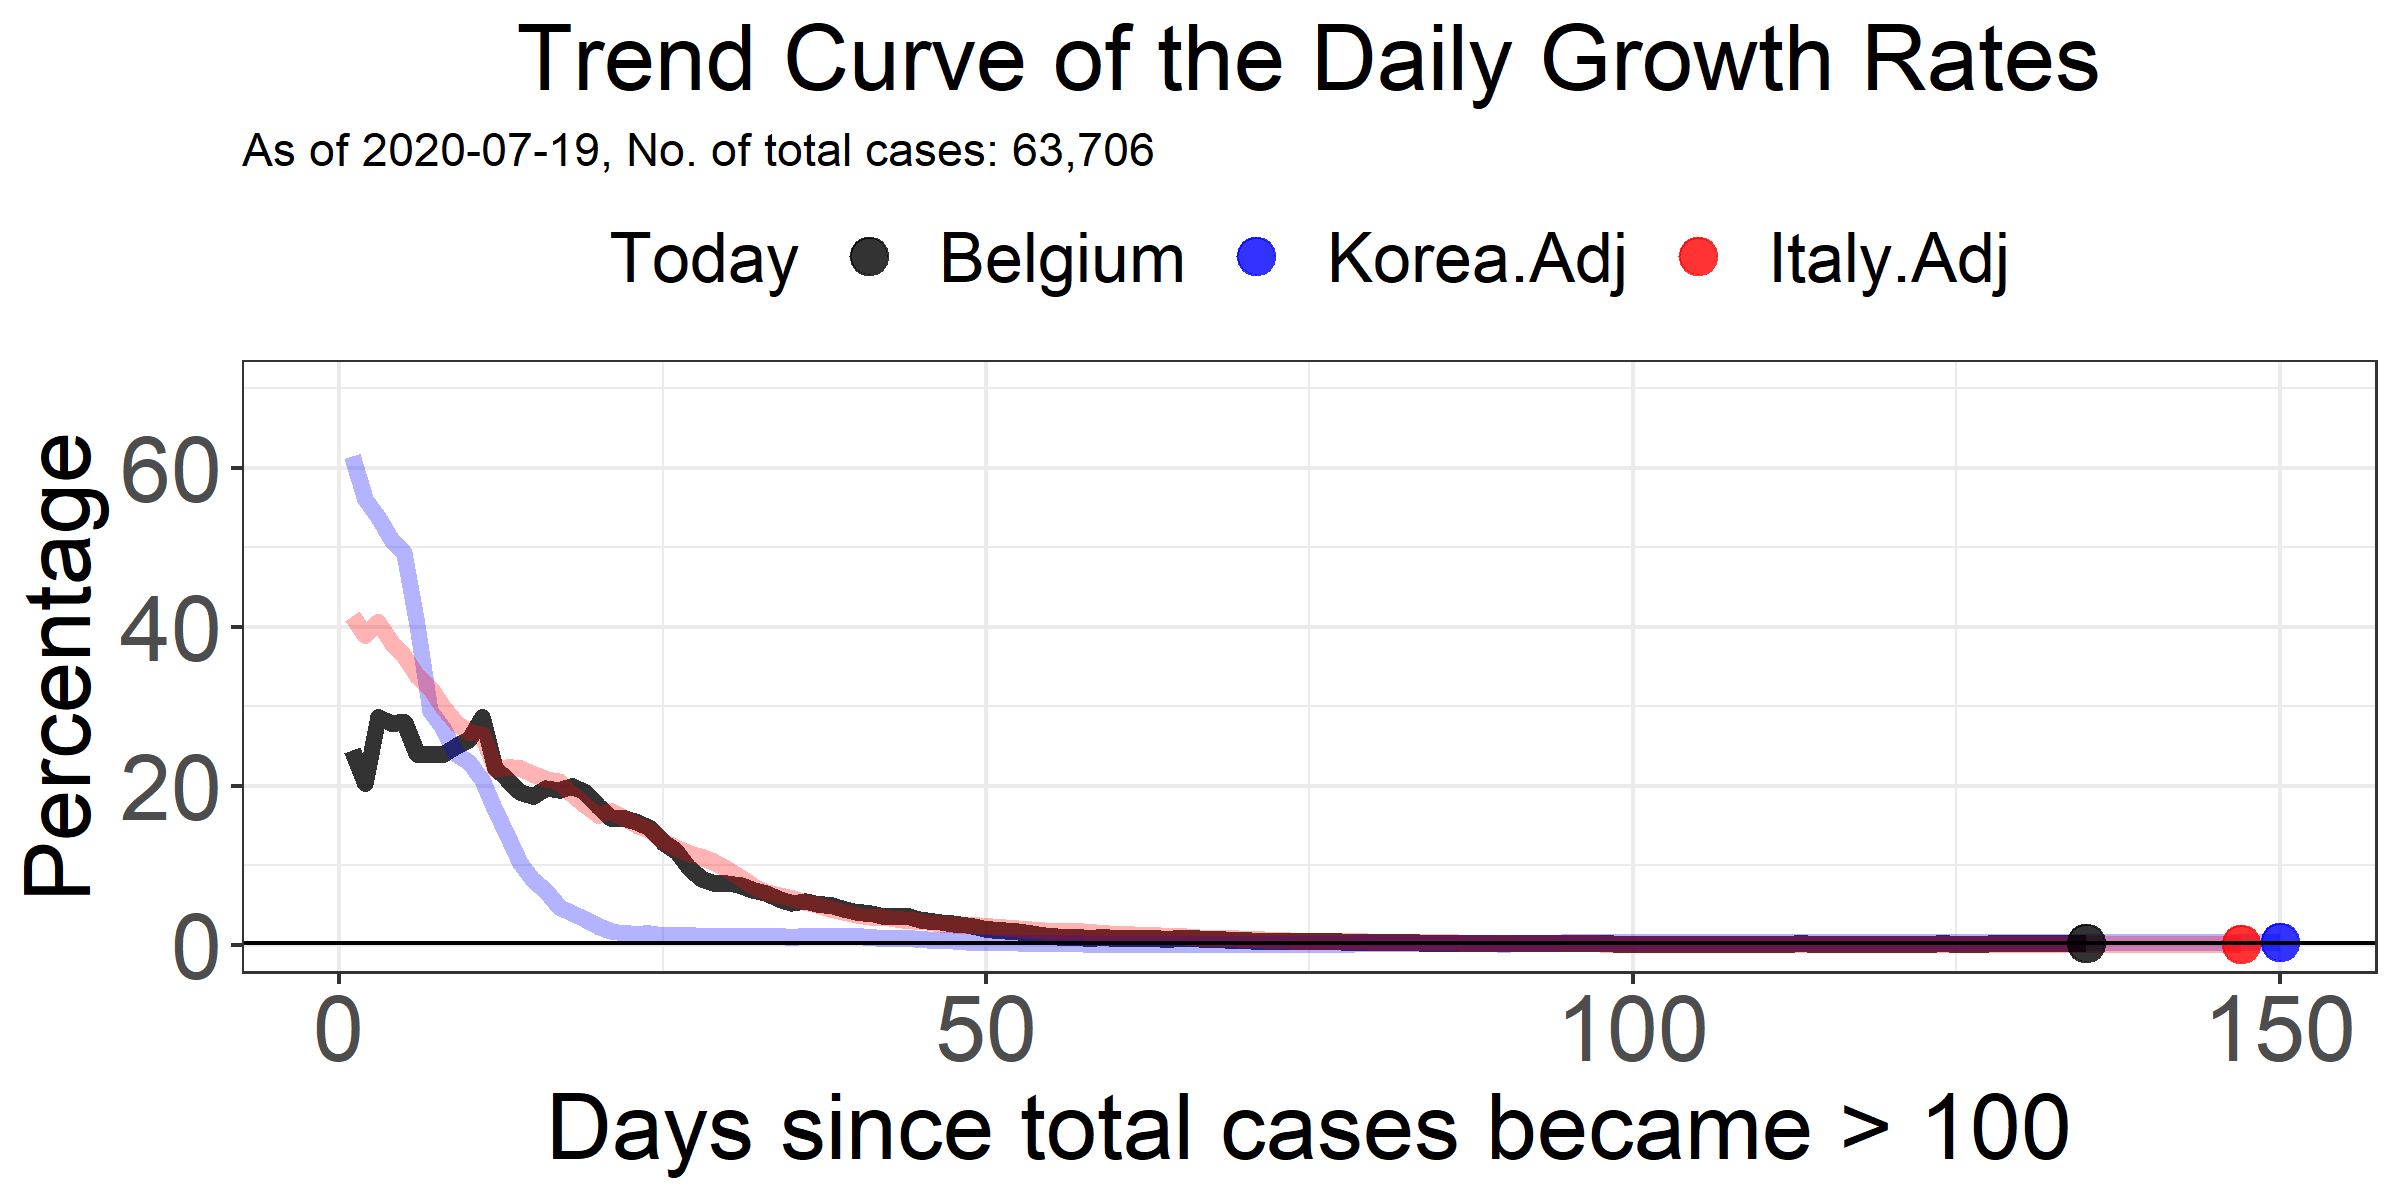 Trend Curve of the Daily Growth Rates
As of 2020-07-19, No. of total cases: 63,706
Today Belgium Korea.Adj Italy.Adj
Percentage
60
40
20
0
0 50 100 150
Days since total cases became > 100